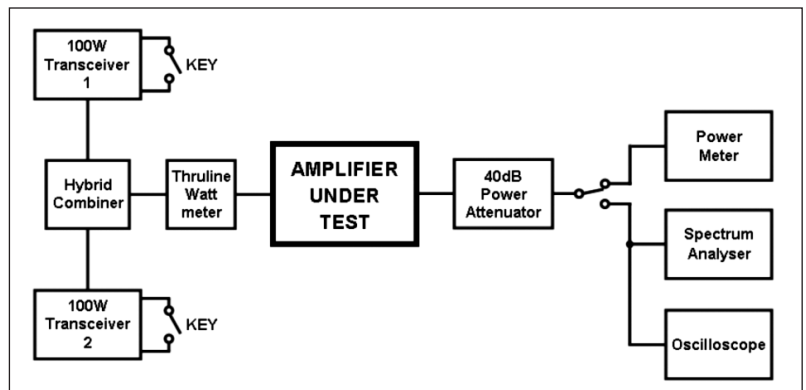 100W
Transceiver
1
KEY
Hybrid
Combiner
Thruline
Watt
meter
AMPLIFIER
UNDER
TEST
40dB
Power
Attenuator
Power
Meter
Spectrum
Analyser
Oscilloscope
100W
Transceiver
2
KEY